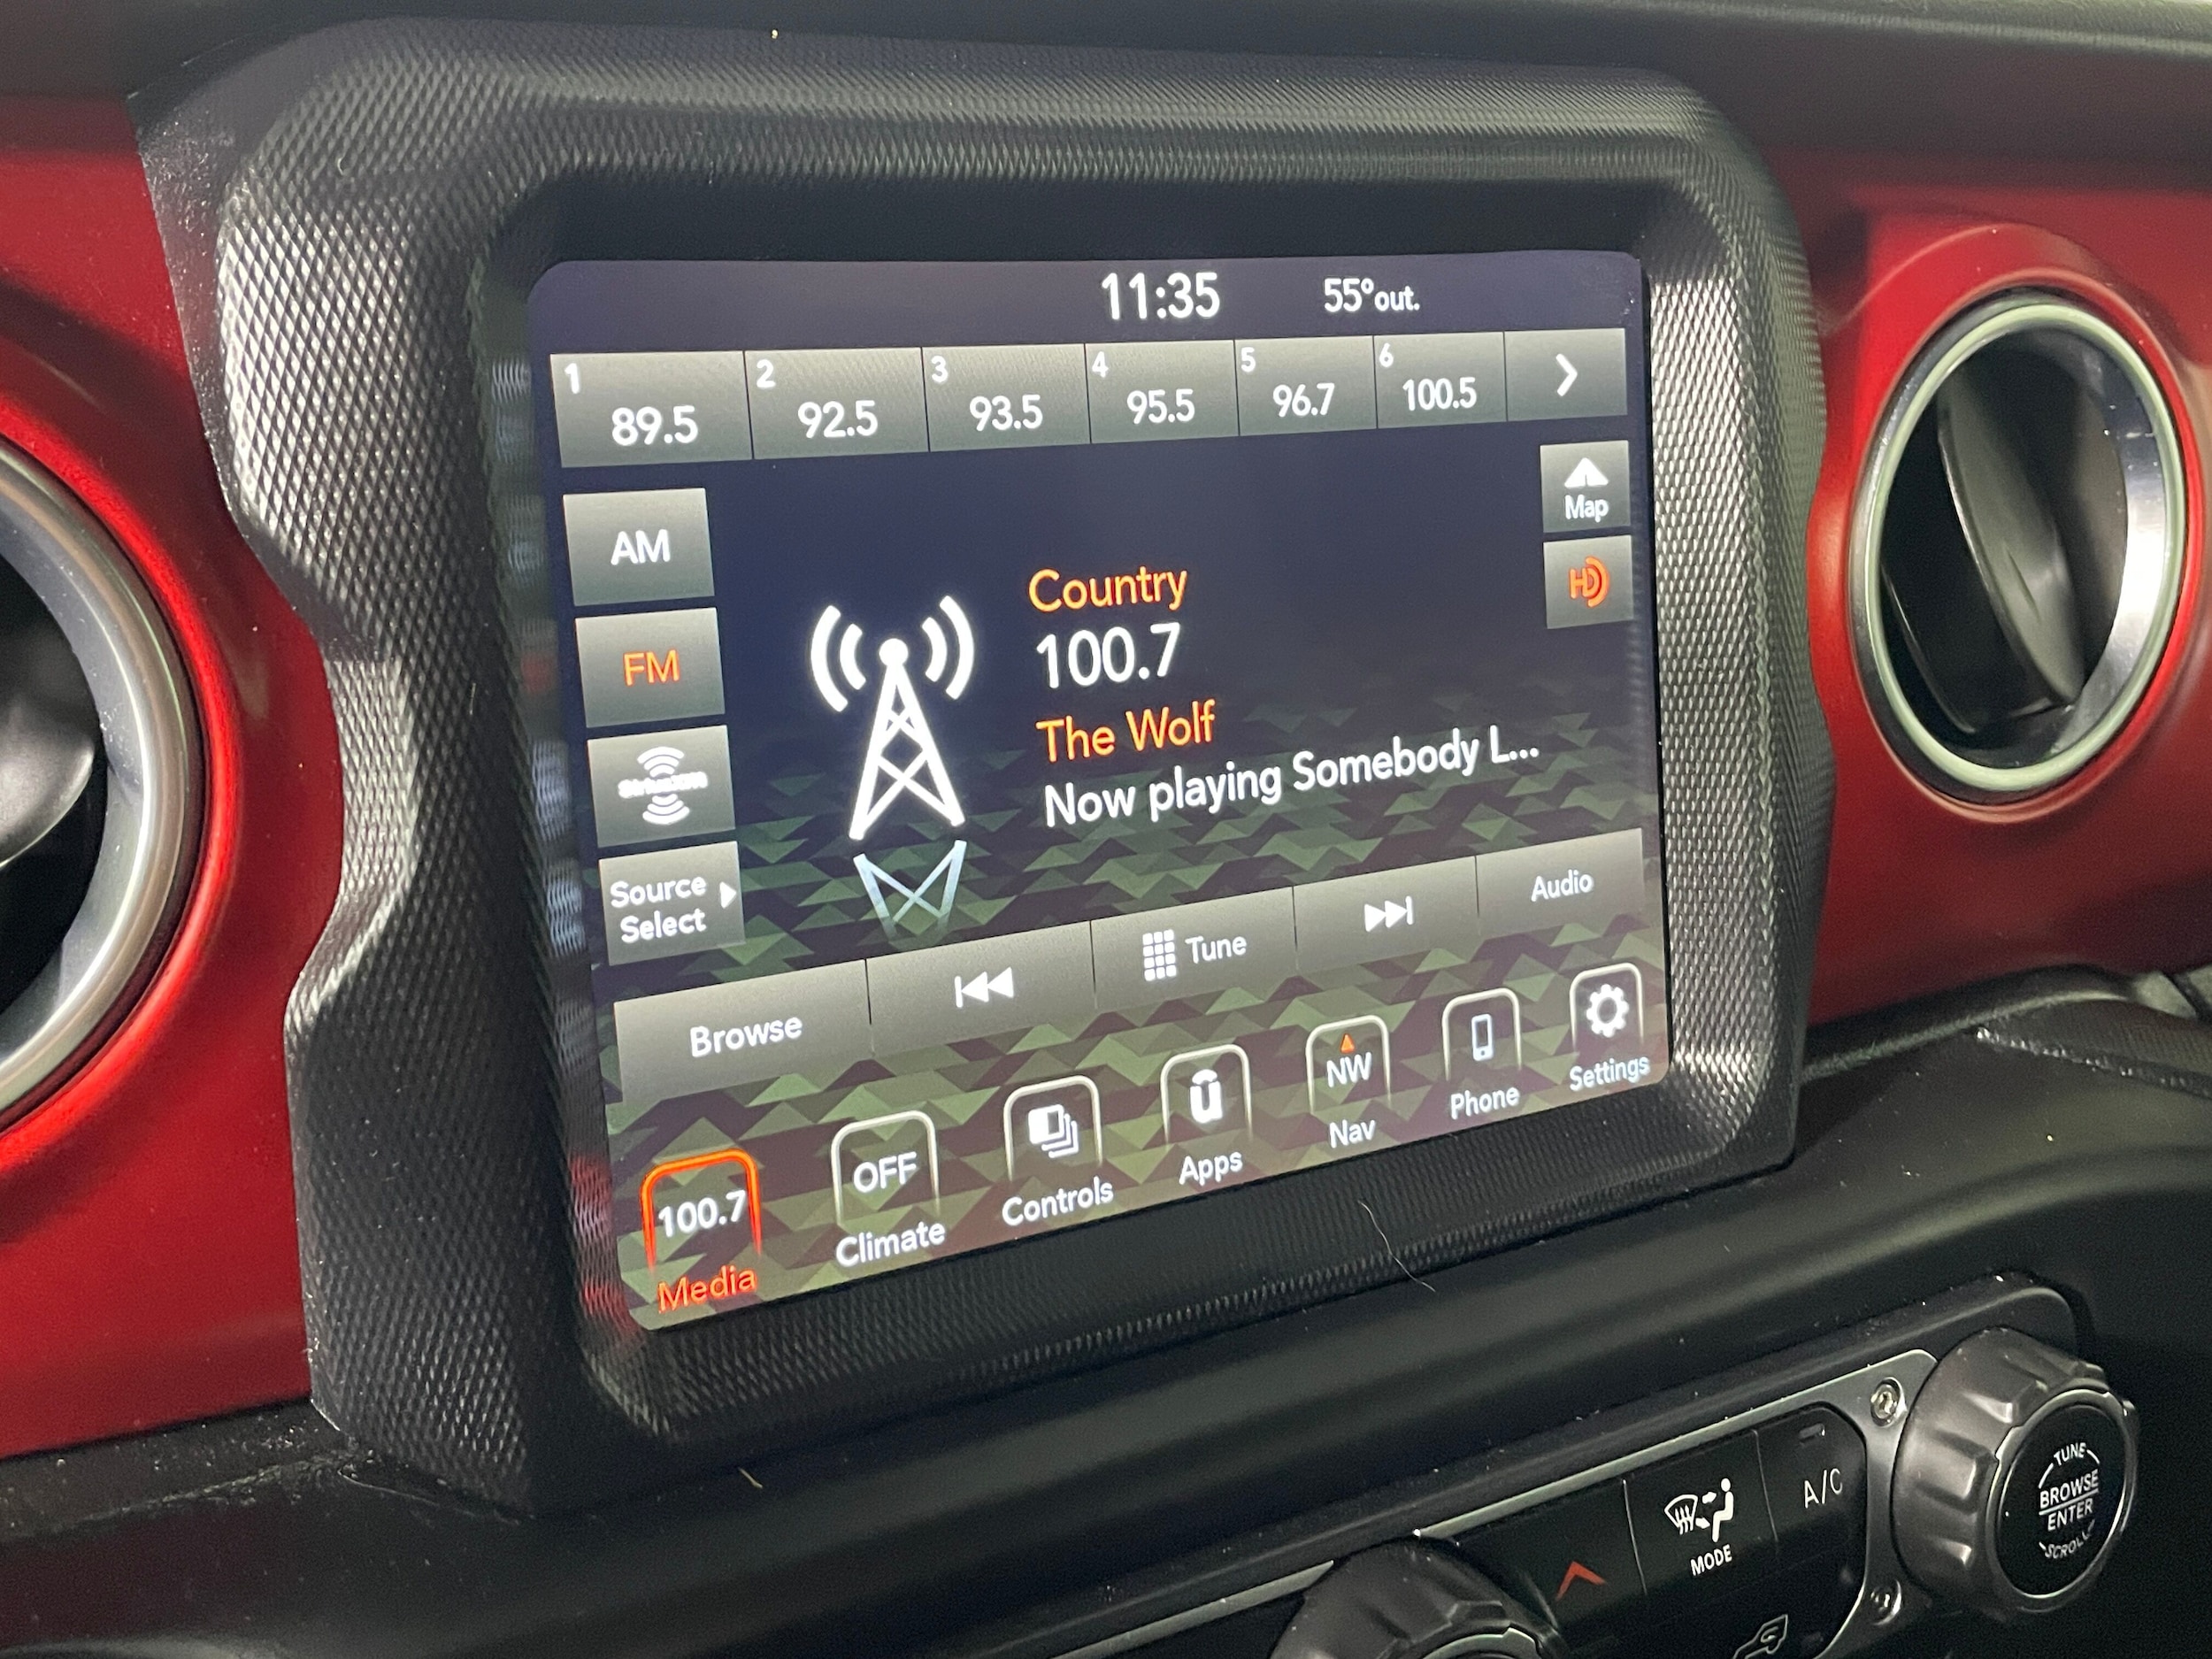 11:35 55°out.
1 2 3 4 5 6
89.5 92.5 93.5 95.5 96.7 100.5
AM
Map
HD
Country
100.7
FM
The Wolf
Now playing Somebody L...
SiriusXM
Source
Select
Browse Tune Audio
100.7 OFF NW
Media Climate Controls Apps Nav Phone Settings
MODE
A/C
TUNE
BROWSE
ENTER
SCROLL